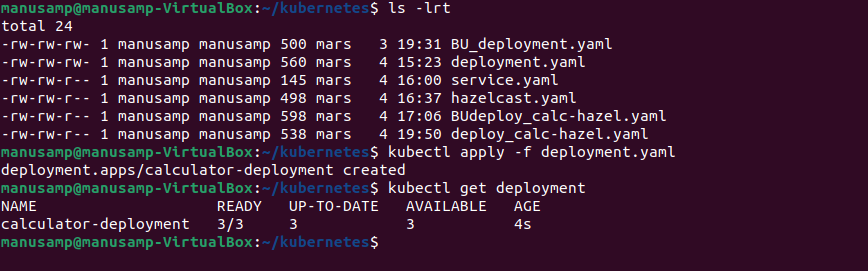 manusamp@manusamp-VirtualBox:~/kubernetes$ ls -lrt
total 24
-rw-rw-rw- 1 manusamp manusamp 500 mars   3 19:31 BU_deployment.yaml
-rw-rw-rw- 1 manusamp manusamp 560 mars   4 15:23 deployment.yaml
-rw-rw-r-- 1 manusamp manusamp 145 mars   4 16:00 service.yaml
-rw-rw-r-- 1 manusamp manusamp 498 mars   4 16:37 hazelcast.yaml
-rw-rw-r-- 1 manusamp manusamp 598 mars   4 17:06 BUdeploy_calc-hazel.yaml
-rw-rw-r-- 1 manusamp manusamp 538 mars   4 19:50 deploy_calc-hazel.yaml
manusamp@manusamp-VirtualBox:~/kubernetes$ kubectl apply -f deployment.yaml
deployment.apps/calculator-deployment created
manusamp@manusamp-VirtualBox:~/kubernetes$ kubectl get deployment
NAME                    READY   UP-TO-DATE   AVAILABLE   AGE
calculator-deployment   3/3     3            3           4s
manusamp@manusamp-VirtualBox:~/kubernetes$